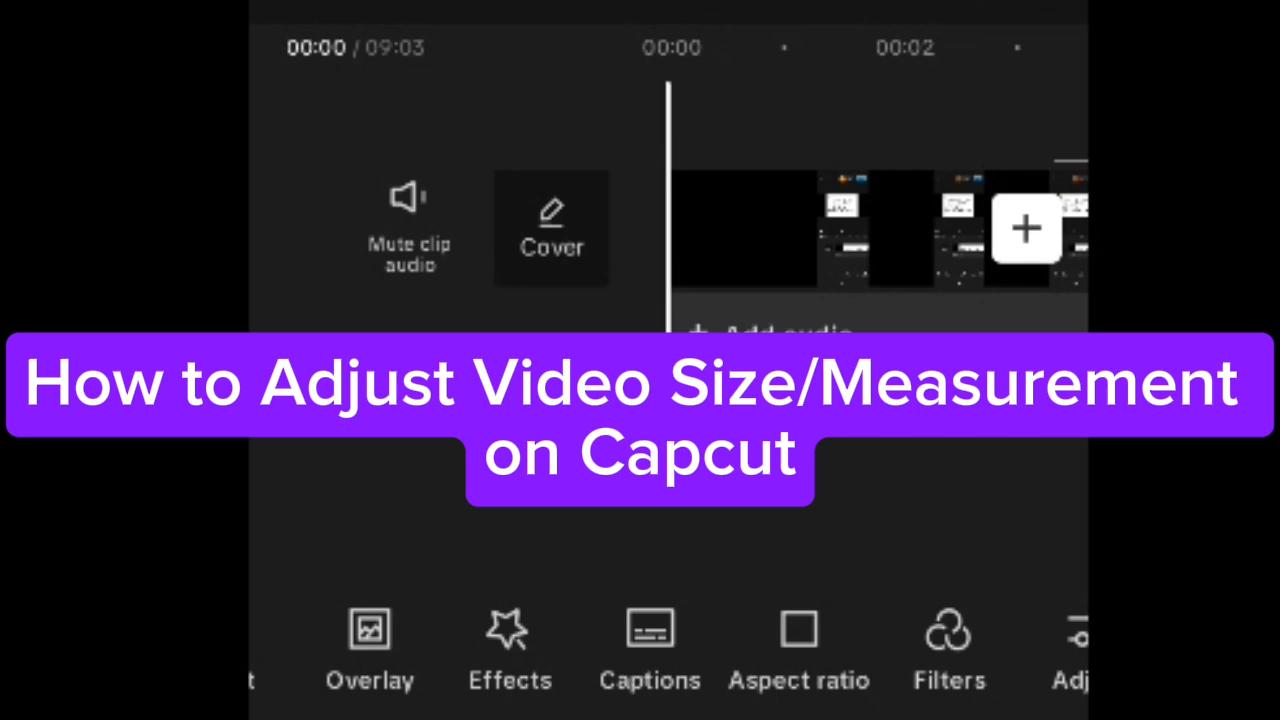 00:00 / 09:03 00:00 00:02
Mute clip
audio
Cover
How to Adjust Video Size/Measurement
on Capcut
Overlay Effects Captions Aspect ratio Filters